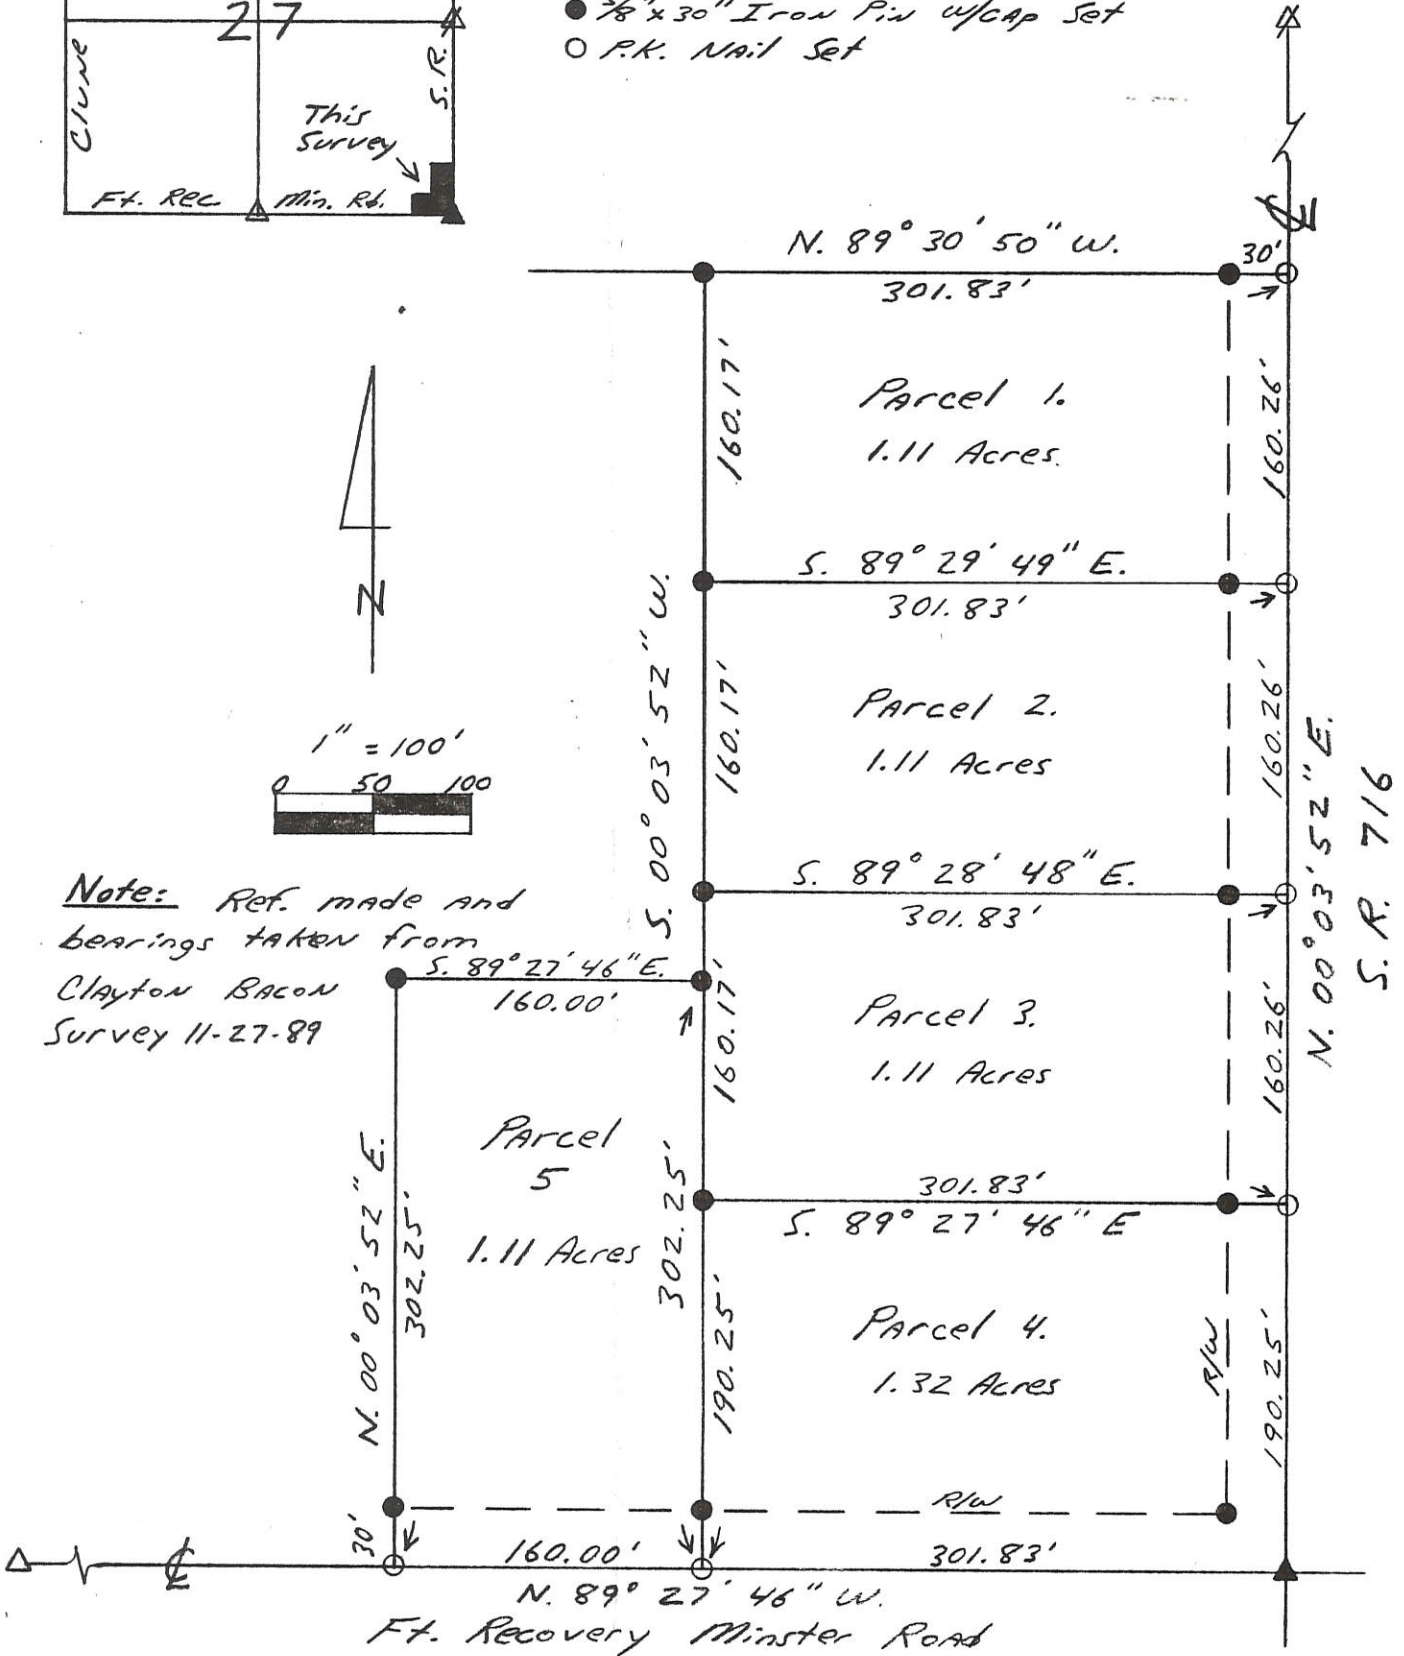 27
Clune
S.R.
This
Survey
Ft. Rec Min. Rd.
● 5/8"x30" Iron Pin w/cap Set
○ P.K. Nail Set
N. 89° 30' 50" W.
30'
301.83'
160.17'
Parcel 1.
1.11 Acres.
160.26'
S. 89° 29' 49" E.
301.83'
N
S. 00° 03' 52" W.
160.17'
Parcel 2.
1.11 Acres
160.26'
N. 00° 03' 52" E.
S. R. 716
1" = 100'
0 50 100
S. 89° 28' 48" E.
301.83'
Note: Ref. made and
bearings taken from
Clayton Bacon
Survey 11-27-89
S. 89° 27' 46" E.
160.00'
160.17'
Parcel 3.
1.11 Acres
160.26'
Parcel
5
1.11 Acres
N. 00° 03' 52" E.
302.25'
302.25'
301.83'
S. 89° 27' 46" E
190.25'
Parcel 4.
1.32 Acres
R/W
190.25'
R/W
30'
℄
℄
160.00'
301.83'
N. 89° 27' 46" W.
Ft. Recovery Minster Road